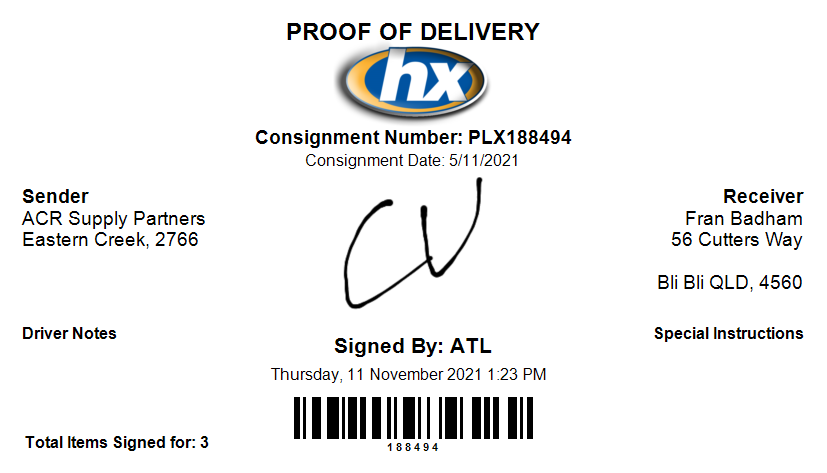 PROOF OF DELIVERY
hx
Consignment Number: PLX188494
Consignment Date: 5/11/2021
Sender
ACR Supply Partners
Eastern Creek, 2766
Receiver
Fran Badham
56 Cutters Way
Bli Bli QLD, 4560
Driver Notes
Special Instructions
Signed By: ATL
Thursday, 11 November 2021 1:23 PM
188494
Total Items Signed for: 3